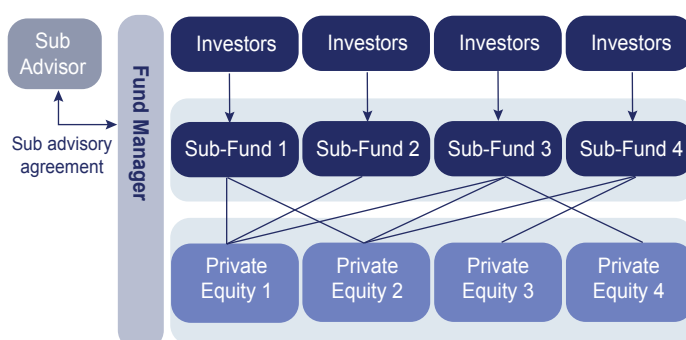 Sub
Advisor
Sub advisory
agreement
Fund Manager
Investors
Investors
Investors
Investors
Sub-Fund 1
Sub-Fund 2
Sub-Fund 3
Sub-Fund 4
Private
Equity 1
Private
Equity 2
Private
Equity 3
Private
Equity 4